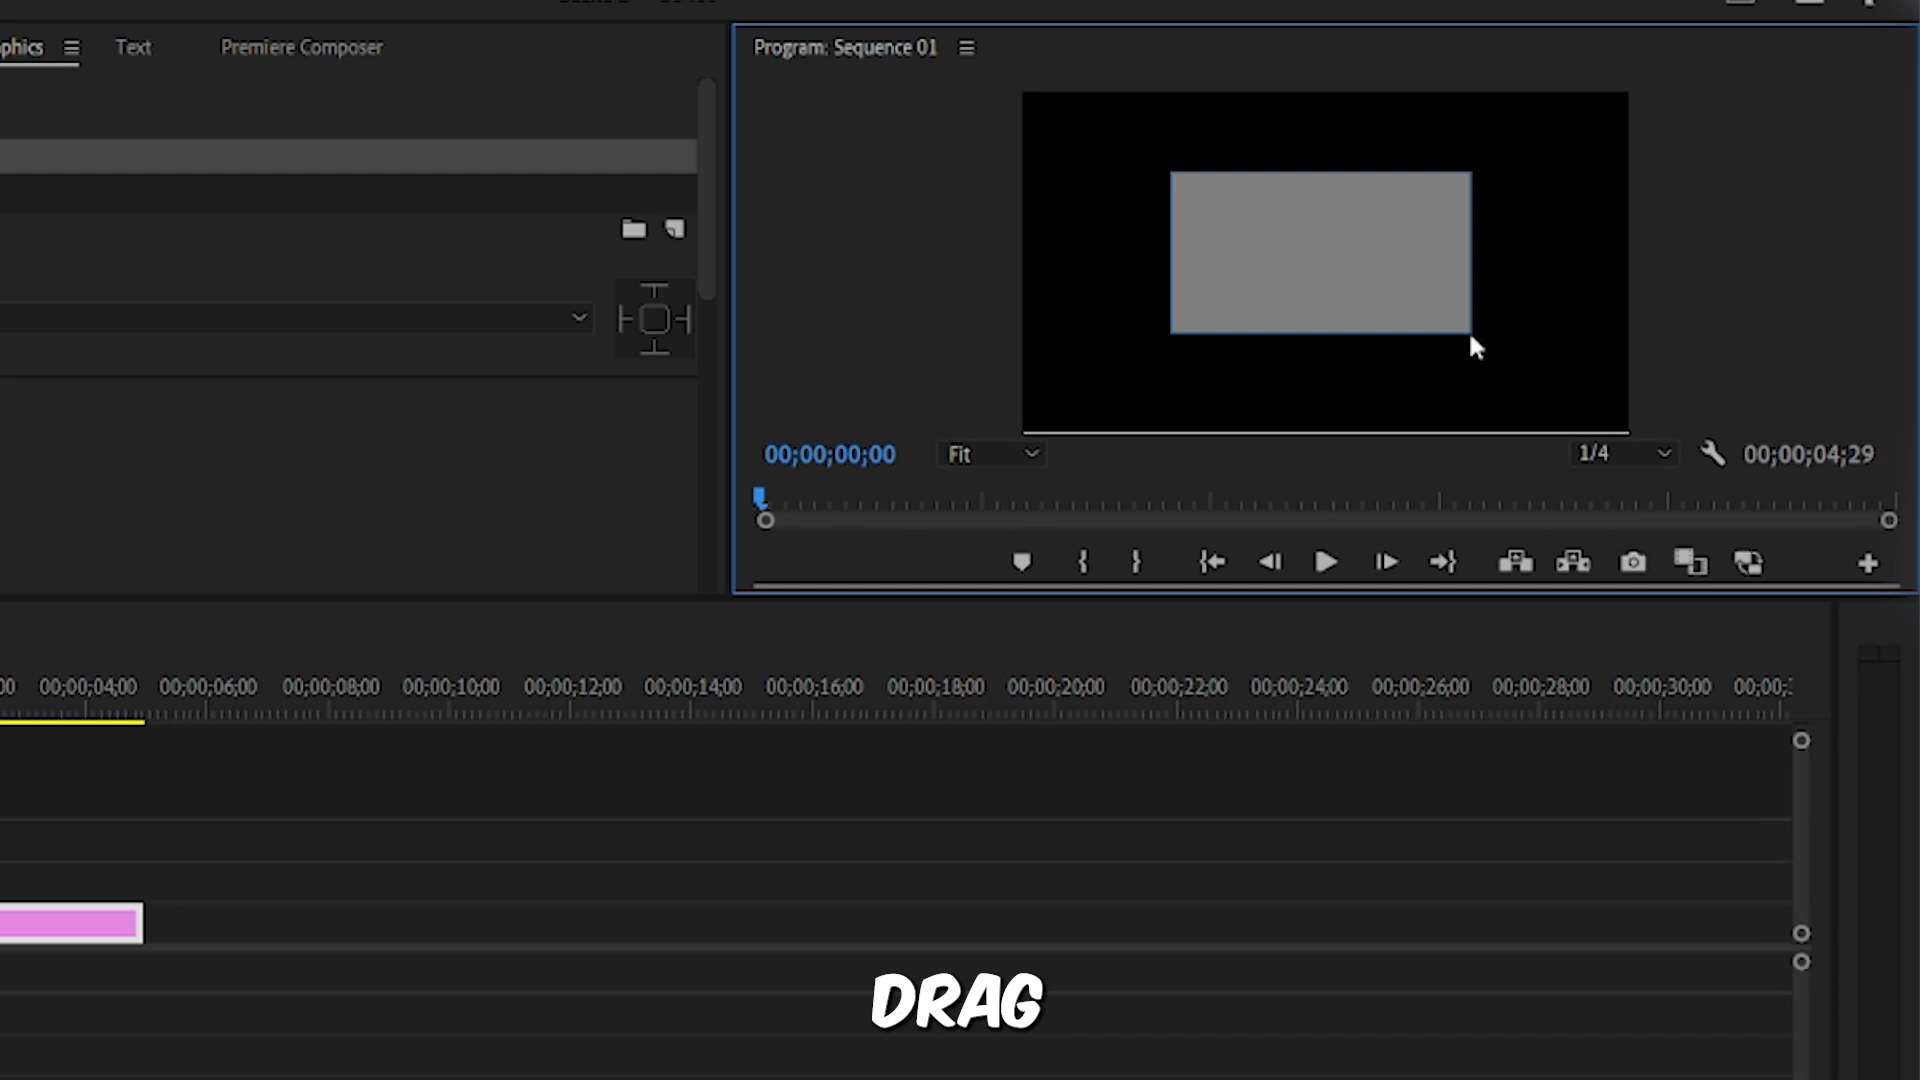 phics Text Premiere Composer
Program: Sequence 01
00;00;00;00 Fit 1/4 00;00;04;29
00 00;00;04;00 00;00;06;00 00;00;08;00 00;00;10;00 00;00;12;00 00;00;14;00 00;00;16;00 00;00;18;00 00;00;20;00 00;00;22;00 00;00;24;00 00;00;26;00 00;00;28;00 00;00;30;00 00;00;
DRAG